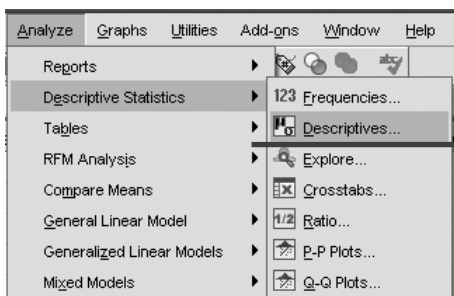 Analyze Graphs Utilities Add-ons Window Help
Reports
Descriptive Statistics
Tables
RFM Analysis
Compare Means
General Linear Model
Generalized Linear Models
Mixed Models
123 Frequencies...
Descriptives...
Explore...
Crosstabs...
1/2 Ratio...
P-P Plots...
Q-Q Plots...